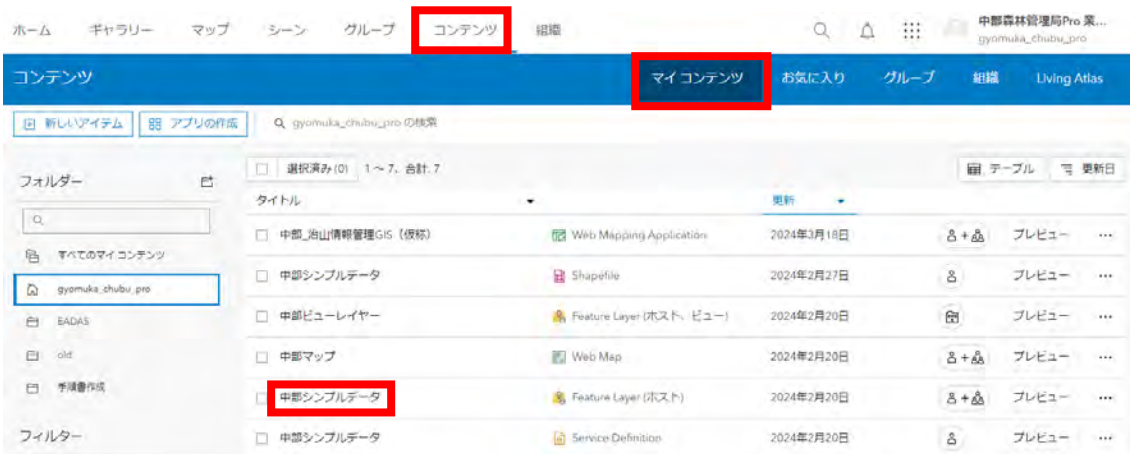 ホーム ギャラリー マップ シーン グループ コンテンツ 組織 中部森林管理局Pro 業...
gyomuka_chubu_pro
コンテンツ マイ コンテンツ お気に入り グループ 組織 Living Atlas
新しいアイテム アプリの作成 gyomuka_chubu_pro の検索
選択済み (0) 1～7, 合計: 7 テーブル 更新日
フォルダー
タイトル 更新
中部_治山情報管理GIS（仮称） Web Mapping Application 2024年3月18日 プレビュー ...
すべてのマイ コンテンツ
中部シンプルデータ Shapefile 2024年2月27日 プレビュー ...
gyomuka_chubu_pro
中部ビューレイヤー Feature Layer (ホスト、ビュー) 2024年2月20日 プレビュー ...
EADAS
old
中部マップ Web Map 2024年2月20日 プレビュー ...
手順書作成
中部シンプルデータ Feature Layer (ホスト) 2024年2月20日 プレビュー ...
フィルター
中部シンプルデータ Service Definition 2024年2月20日 プレビュー ...